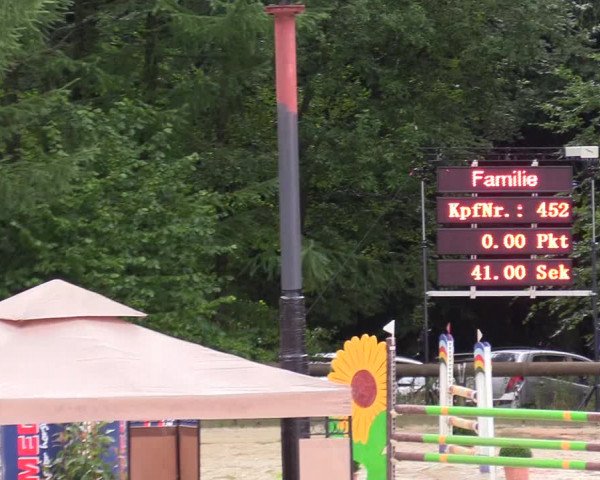 Familie
KpfNr.: 452
0.00 Pkt
41.00 Sek